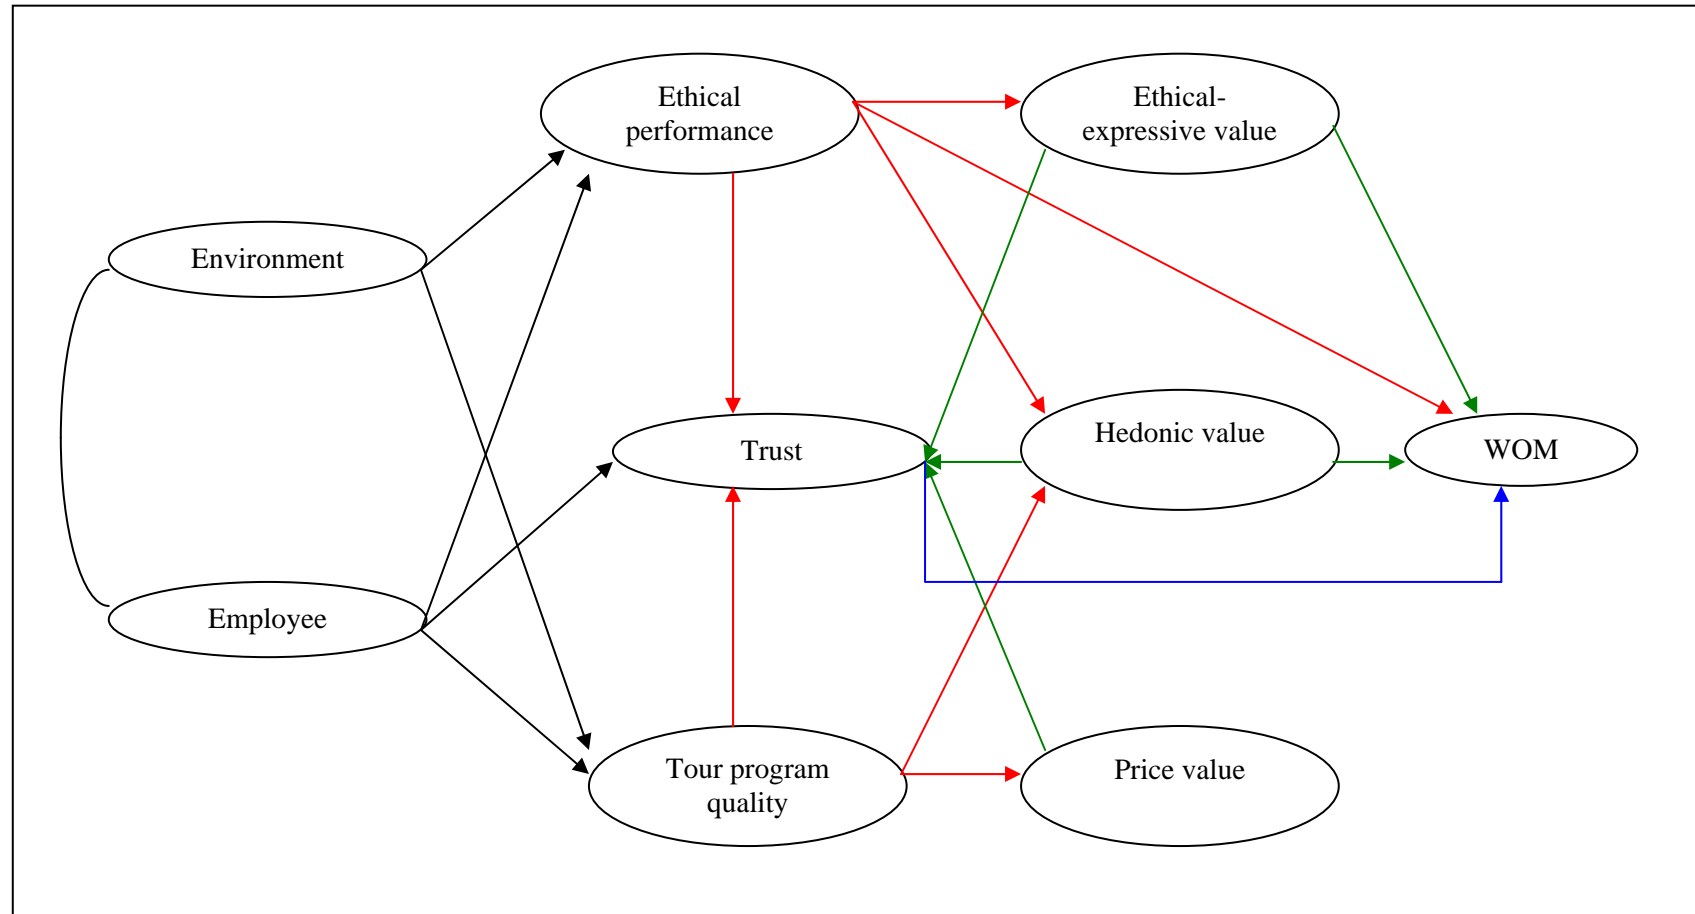 Ethical
performance
Ethical-
expressive value
Environment
Trust
Hedonic value
WOM
Employee
Tour program
quality
Price value